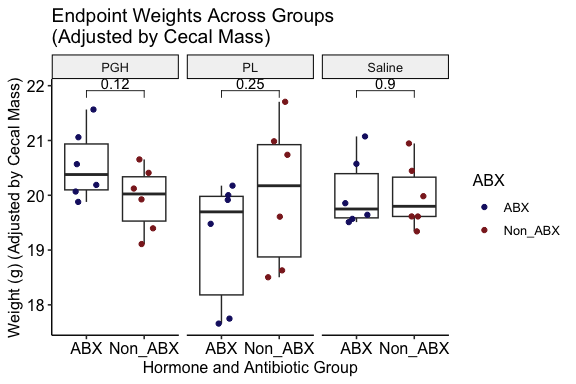 Endpoint Weights Across Groups
(Adjusted by Cecal Mass)
PGH
PL
Saline
0.12
0.25
0.9
22
21
20
19
18
Weight (g) (Adjusted by Cecal Mass)
ABX Non_ABX
ABX Non_ABX
ABX Non_ABX
Hormone and Antibiotic Group
ABX
ABX
Non_ABX